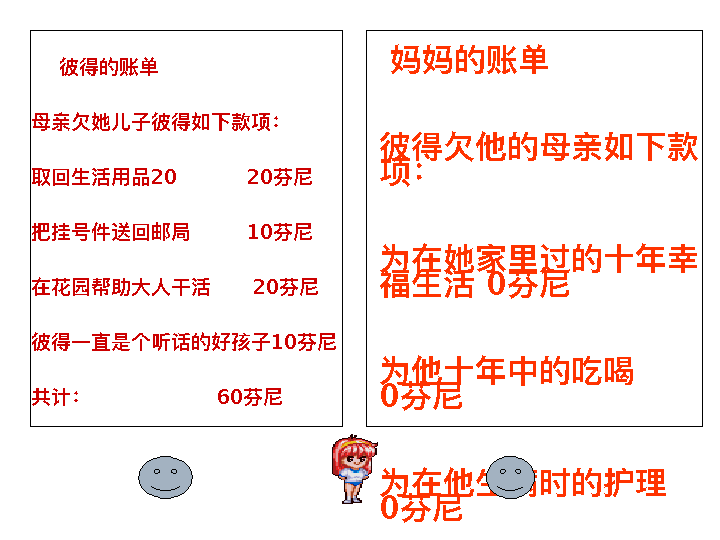 彼得的账单
母亲欠她儿子彼得如下款项：
取回生活用品20 20芬尼
把挂号件送回邮局 10芬尼
在花园帮助大人干活 20芬尼
彼得一直是个听话的好孩子10芬尼
共计： 60芬尼
妈妈的账单
彼得欠他的母亲如下款
项：
为在她家里过的十年幸
福生活 0芬尼
为他十年中的吃喝
0芬尼
为在他生病时的护理
0芬尼